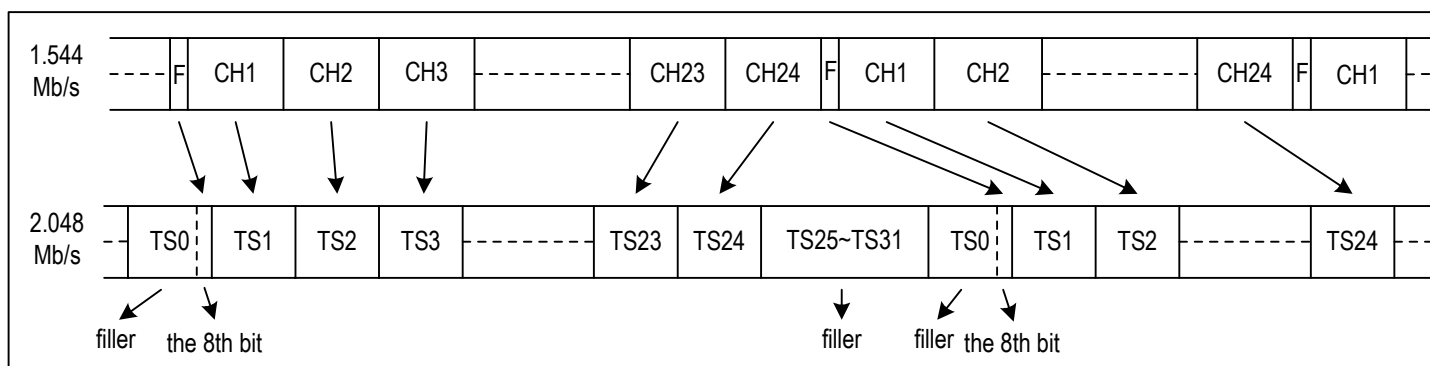 1.544 Mb/s F CH1 CH2 CH3 CH23 CH24 F CH1 CH2 CH24 F CH1
2.048 Mb/s TS0 TS1 TS2 TS3 TS23 TS24 TS25~TS31 TS0 TS1 TS2 TS24
filler the 8th bit filler filler the 8th bit